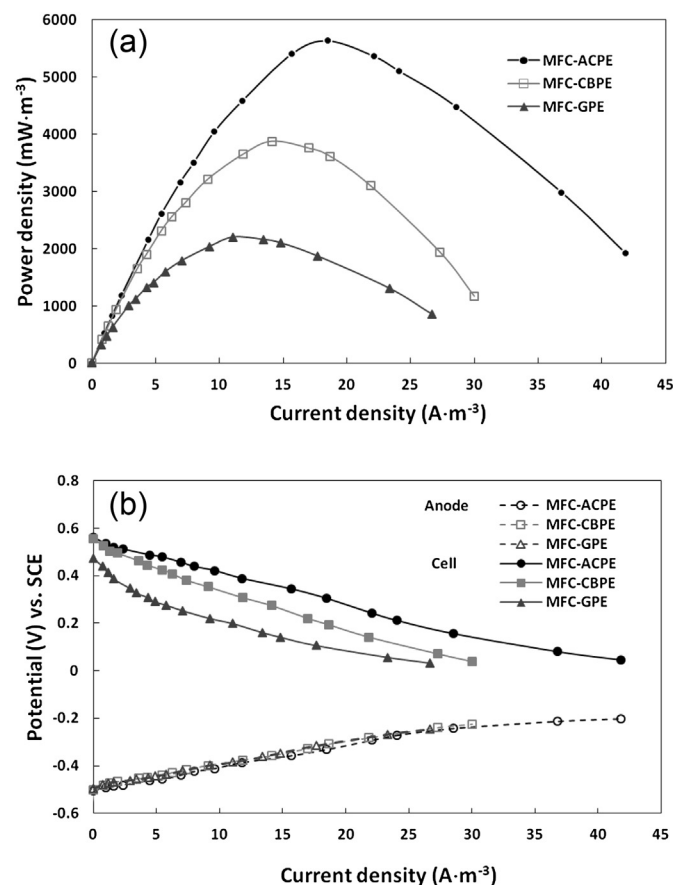 (a)
6000
5000
4000
3000
2000
1000
0
Power density (mW·m⁻³)
MFC-ACPE
MFC-CBPE
MFC-GPE
0 5 10 15 20 25 30 35 40 45
Current density (A·m⁻³)
(b)
0.8
0.6
0.4
0.2
0
-0.2
-0.4
-0.6
Potential (V) vs. SCE
Anode MFC-ACPE
MFC-CBPE
MFC-GPE
Cell MFC-ACPE
MFC-CBPE
MFC-GPE
0 5 10 15 20 25 30 35 40 45
Current density (A·m⁻³)